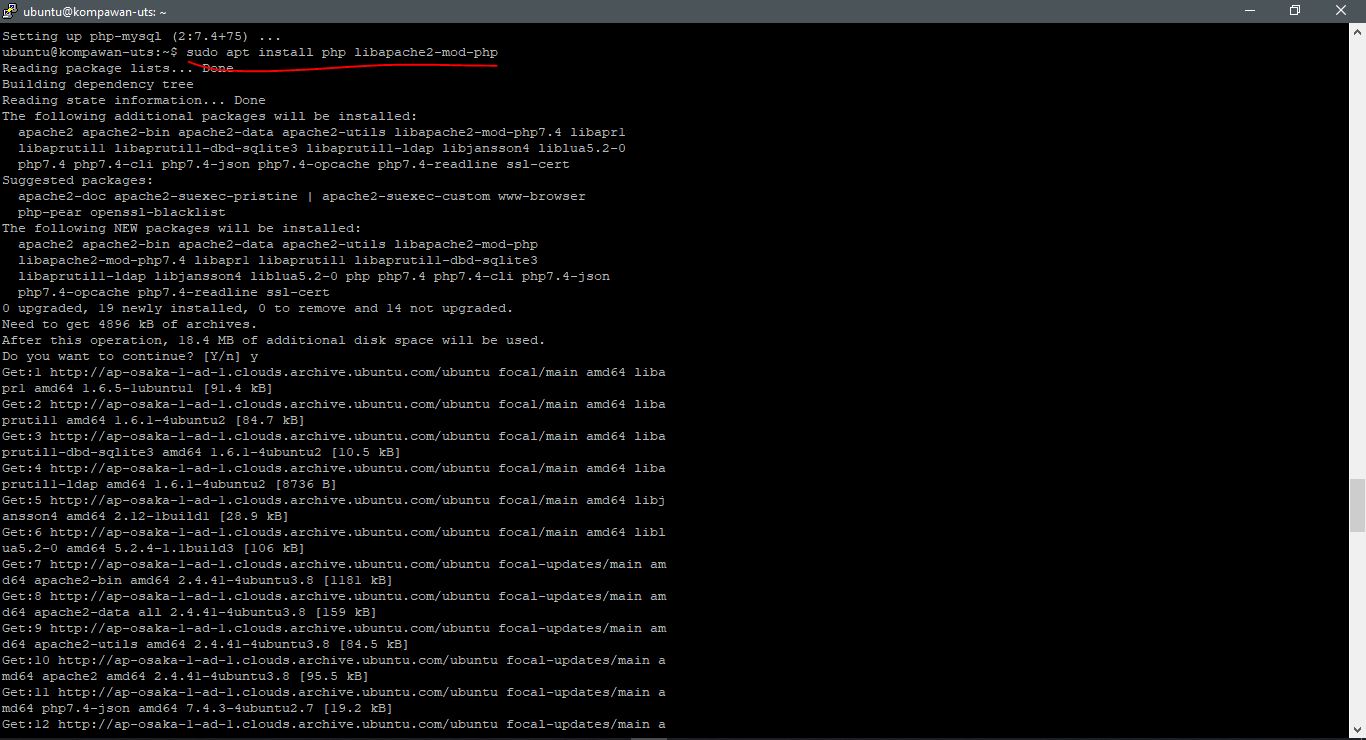 ubuntu@kompawan-uts: ~
Setting up php-mysql (2:7.4+75) ...
ubuntu@kompawan-uts:~$ sudo apt install php libapache2-mod-php
Reading package lists... Done
Building dependency tree
Reading state information... Done
The following additional packages will be installed:
  apache2 apache2-bin apache2-data apache2-utils libapache2-mod-php7.4 libapr1
  libaprutil1 libaprutil1-dbd-sqlite3 libaprutil1-ldap libjansson4 liblua5.2-0
  php7.4 php7.4-cli php7.4-json php7.4-opcache php7.4-readline ssl-cert
Suggested packages:
  apache2-doc apache2-suexec-pristine | apache2-suexec-custom www-browser
  php-pear openssl-blacklist
The following NEW packages will be installed:
  apache2 apache2-bin apache2-data apache2-utils libapache2-mod-php
  libapache2-mod-php7.4 libapr1 libaprutil1 libaprutil1-dbd-sqlite3
  libaprutil1-ldap libjansson4 liblua5.2-0 php php7.4 php7.4-cli php7.4-json
  php7.4-opcache php7.4-readline ssl-cert
0 upgraded, 19 newly installed, 0 to remove and 14 not upgraded.
Need to get 4896 kB of archives.
After this operation, 18.4 MB of additional disk space will be used.
Do you want to continue? [Y/n] y
Get:1 http://ap-osaka-1-ad-1.clouds.archive.ubuntu.com/ubuntu focal/main amd64 liba
pr1 amd64 1.6.5-1ubuntu1 [91.4 kB]
Get:2 http://ap-osaka-1-ad-1.clouds.archive.ubuntu.com/ubuntu focal/main amd64 liba
prutil1 amd64 1.6.1-4ubuntu2 [84.7 kB]
Get:3 http://ap-osaka-1-ad-1.clouds.archive.ubuntu.com/ubuntu focal/main amd64 liba
prutil1-dbd-sqlite3 amd64 1.6.1-4ubuntu2 [10.5 kB]
Get:4 http://ap-osaka-1-ad-1.clouds.archive.ubuntu.com/ubuntu focal/main amd64 liba
prutil1-ldap amd64 1.6.1-4ubuntu2 [8736 B]
Get:5 http://ap-osaka-1-ad-1.clouds.archive.ubuntu.com/ubuntu focal/main amd64 libj
ansson4 amd64 2.12-1build1 [28.9 kB]
Get:6 http://ap-osaka-1-ad-1.clouds.archive.ubuntu.com/ubuntu focal/main amd64 libl
ua5.2-0 amd64 5.2.4-1.1build3 [106 kB]
Get:7 http://ap-osaka-1-ad-1.clouds.archive.ubuntu.com/ubuntu focal-updates/main am
d64 apache2-bin amd64 2.4.41-4ubuntu3.8 [1181 kB]
Get:8 http://ap-osaka-1-ad-1.clouds.archive.ubuntu.com/ubuntu focal-updates/main am
d64 apache2-data all 2.4.41-4ubuntu3.8 [159 kB]
Get:9 http://ap-osaka-1-ad-1.clouds.archive.ubuntu.com/ubuntu focal-updates/main am
d64 apache2-utils amd64 2.4.41-4ubuntu3.8 [84.5 kB]
Get:10 http://ap-osaka-1-ad-1.clouds.archive.ubuntu.com/ubuntu focal-updates/main a
md64 apache2 amd64 2.4.41-4ubuntu3.8 [95.5 kB]
Get:11 http://ap-osaka-1-ad-1.clouds.archive.ubuntu.com/ubuntu focal-updates/main a
md64 php7.4-json amd64 7.4.3-4ubuntu2.7 [19.2 kB]
Get:12 http://ap-osaka-1-ad-1.clouds.archive.ubuntu.com/ubuntu focal-updates/main a